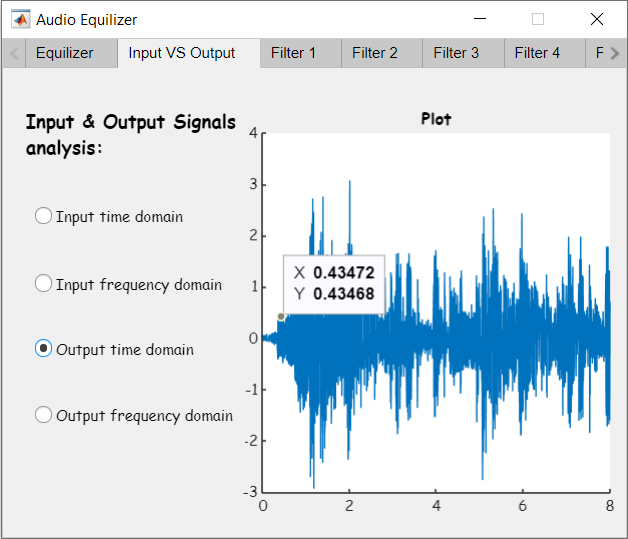 Audio Equilizer
Equilizer Input VS Output Filter 1 Filter 2 Filter 3 Filter 4 F
Input & Output Signals
analysis:
Input time domain
Input frequency domain
Output time domain
Output frequency domain
Plot
4
3
2
1
0
-1
-2
-3
X 0.43472
Y 0.43468
0 2 4 6 8